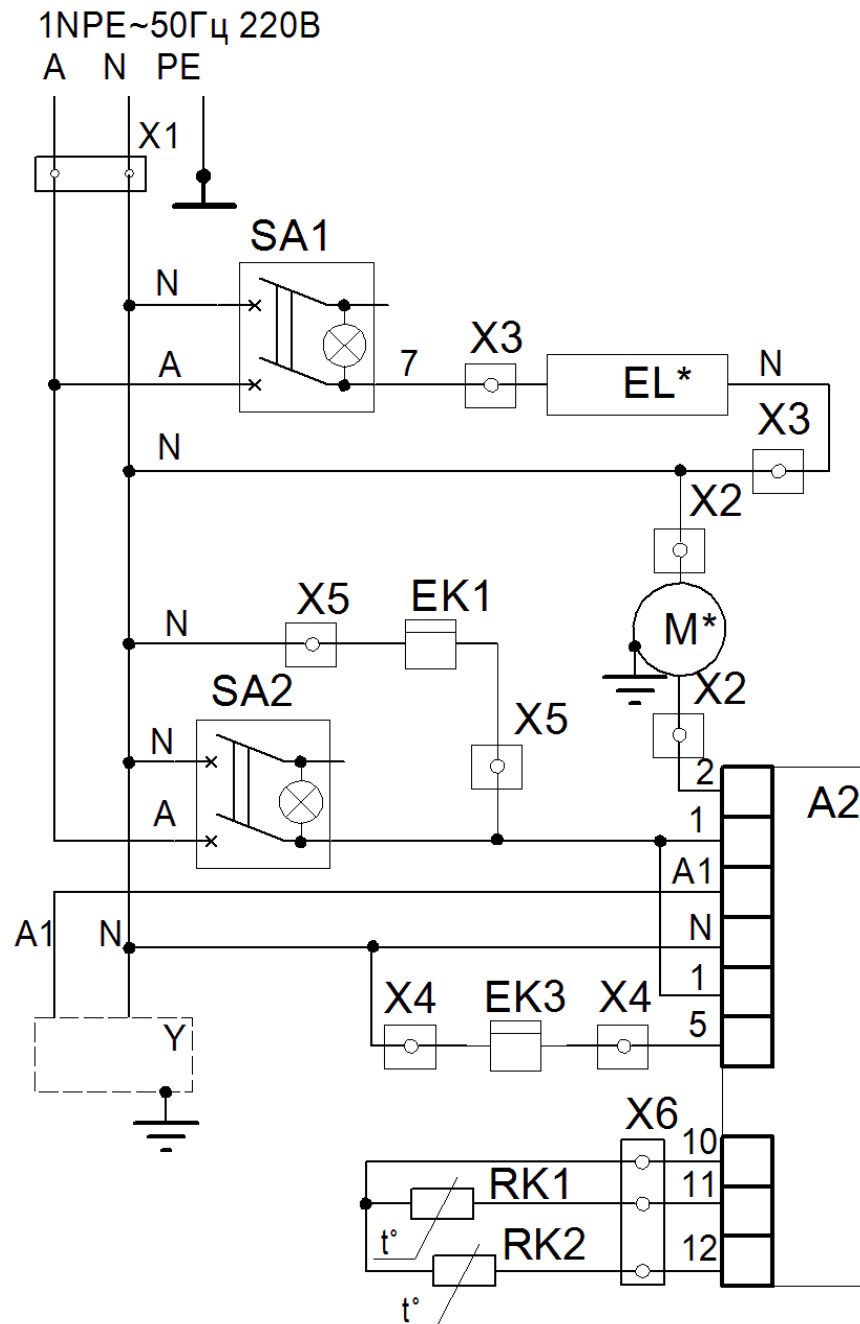 1NPE~50Гц 220В
A N PE
X1
SA1
N
A
7
X3
EL*
N
X3
N
X2
M*
X2
N
X5
EK1
X5
SA2
N
A
2
A2
1
A1
A1
N
N
1
X4
EK3
X4
5
Y
X6
10
RK1
11
t°
RK2
12
t°